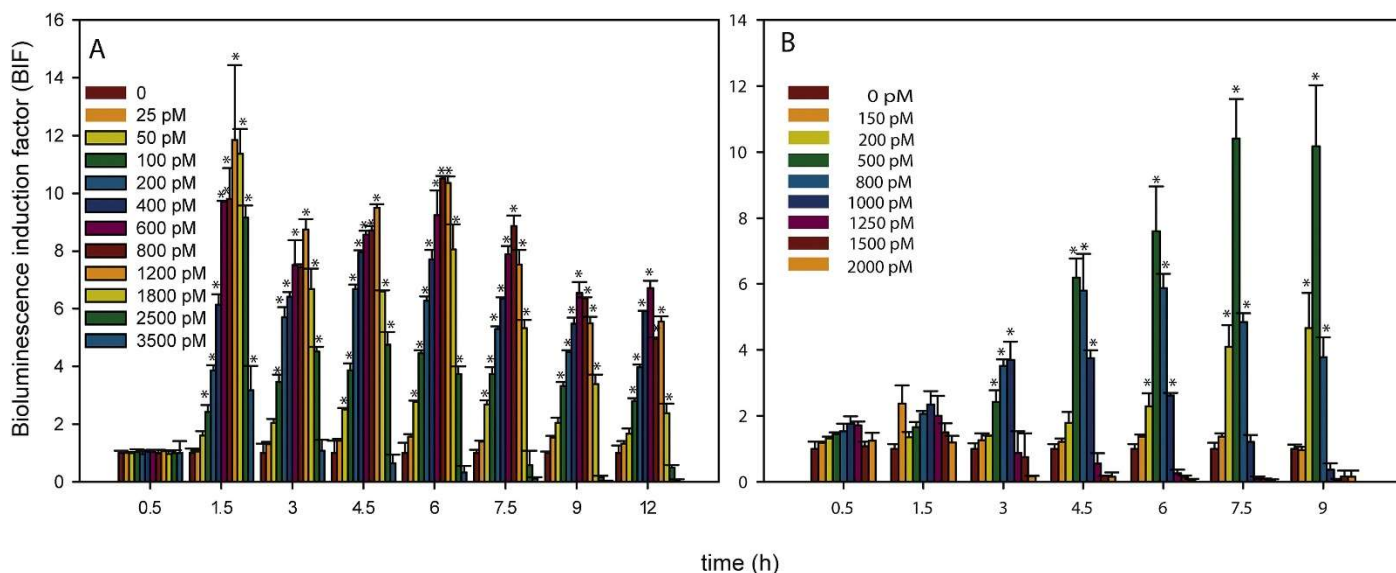 Bioluminescence induction factor (BIF)
16
14
12
10
8
6
4
2
0
A
0
25 pM
50 pM
100 pM
200 pM
400 pM
600 pM
800 pM
1200 pM
1800 pM
2500 pM
3500 pM
0.5 1.5 3 4.5 6 7.5 9 12
14
12
10
8
6
4
2
0
B
0 pM
150 pM
200 pM
500 pM
800 pM
1000 pM
1250 pM
1500 pM
2000 pM
0.5 1.5 3 4.5 6 7.5 9
time (h)